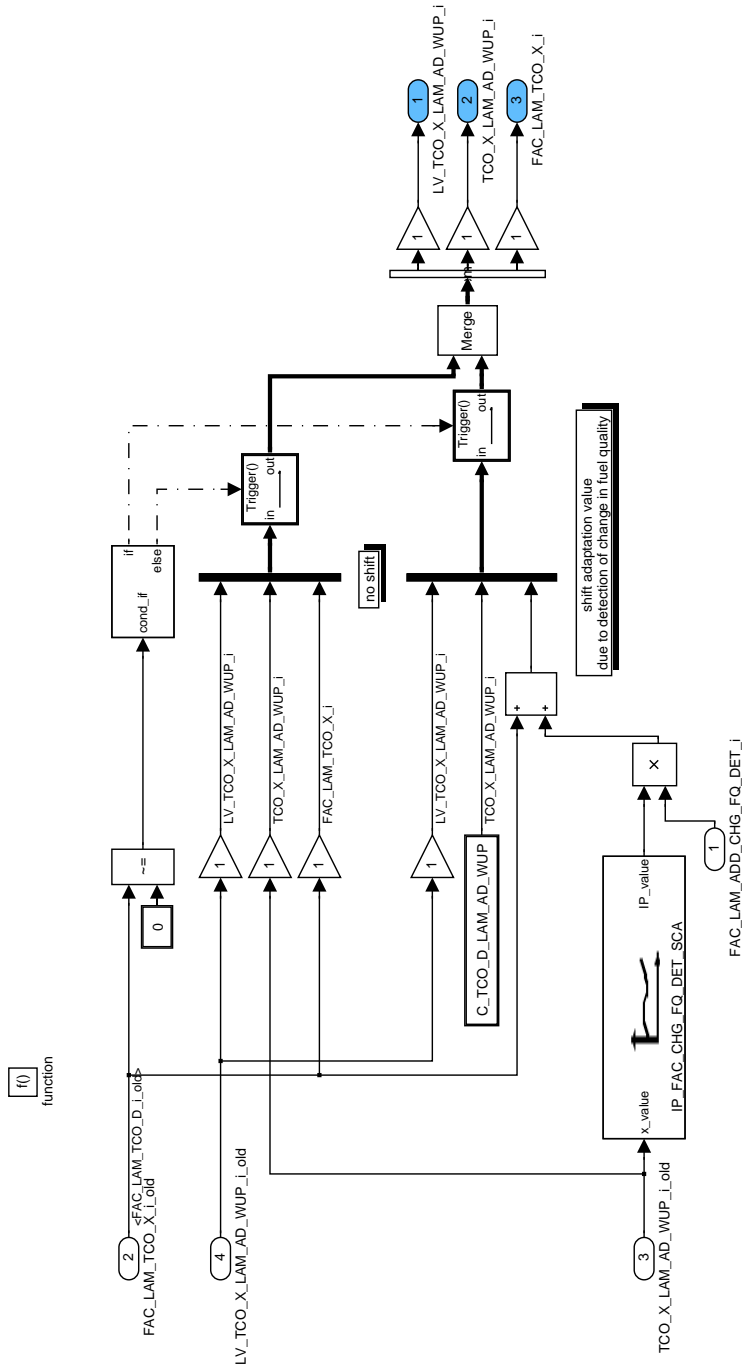 f()
function
2
<FAC_LAM_TCO_D_i_old>
FAC_LAM_TCO_X_i_old
4
LV_TCO_X_LAM_AD_WUP_i_old
3
TCO_X_LAM_AD_WUP_i_old
~=
0
cond_if
if
else
1
LV_TCO_X_LAM_AD_WUP_i
1
TCO_X_LAM_AD_WUP_i
1
FAC_LAM_TCO_X_i
no shift
1
LV_TCO_X_LAM_AD_WUP_i
C_TCO_D_LAM_AD_WUP
TCO_X_LAM_AD_WUP_i
+
+
x_value
IP_value
IP_FAC_CHG_FQ_DET_SCA
×
1
FAC_LAM_ADD_CHG_FQ_DET_i
shift adaptation value
due to detection of change in fuel quality
Trigger()
in
out
Trigger()
in
out
Merge
1
1
LV_TCO_X_LAM_AD_WUP_i
1
2
TCO_X_LAM_AD_WUP_i
1
3
FAC_LAM_TCO_X_i